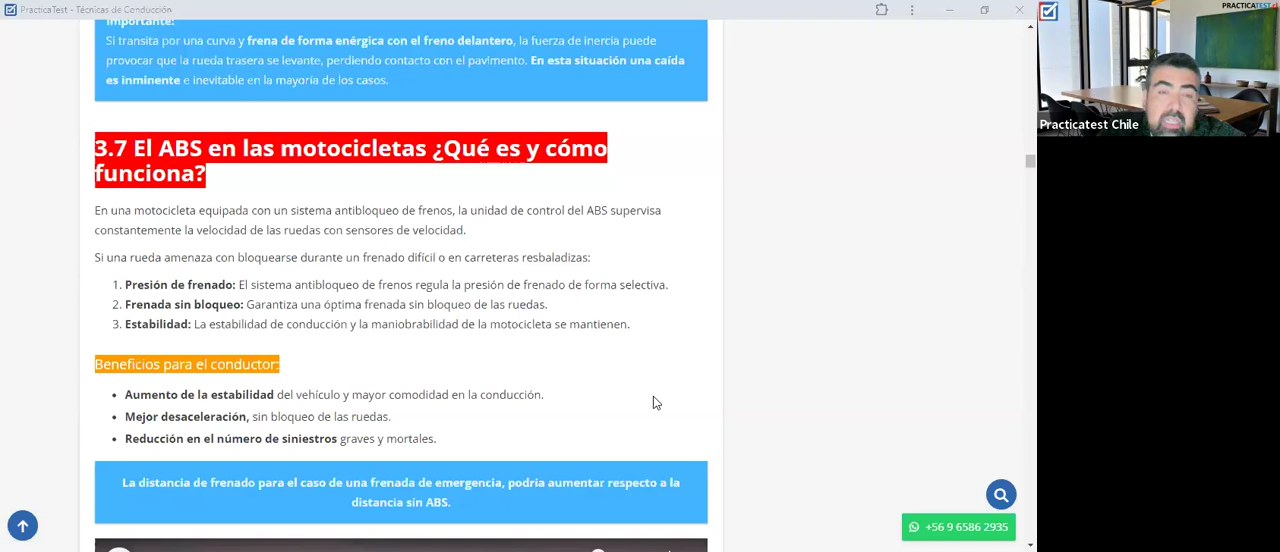 PracticaTest - Técnicas de Conducción
Importante:
Si transita por una curva y frena de forma enérgica con el freno delantero, la fuerza de inercia puede
provocar que la rueda trasera se levante, perdiendo contacto con el pavimento. En esta situación una caída
es inminente e inevitable en la mayoría de los casos.
3.7 El ABS en las motocicletas ¿Qué es y cómo
funciona?
En una motocicleta equipada con un sistema antibloqueo de frenos, la unidad de control del ABS supervisa
constantemente la velocidad de las ruedas con sensores de velocidad.
Si una rueda amenaza con bloquearse durante un frenado difícil o en carreteras resbaladizas:
1. Presión de frenado: El sistema antibloqueo de frenos regula la presión de frenado de forma selectiva.
2. Frenada sin bloqueo: Garantiza una óptima frenada sin bloqueo de las ruedas.
3. Estabilidad: La estabilidad de conducción y la maniobrabilidad de la motocicleta se mantienen.
Beneficios para el conductor:
• Aumento de la estabilidad del vehículo y mayor comodidad en la conducción.
• Mejor desaceleración, sin bloqueo de las ruedas.
• Reducción en el número de siniestros graves y mortales.
La distancia de frenado para el caso de una frenada de emergencia, podría aumentar respecto a la
distancia sin ABS.
+56 9 6586 2935
PRACTICATEST.cl
Practicatest Chile